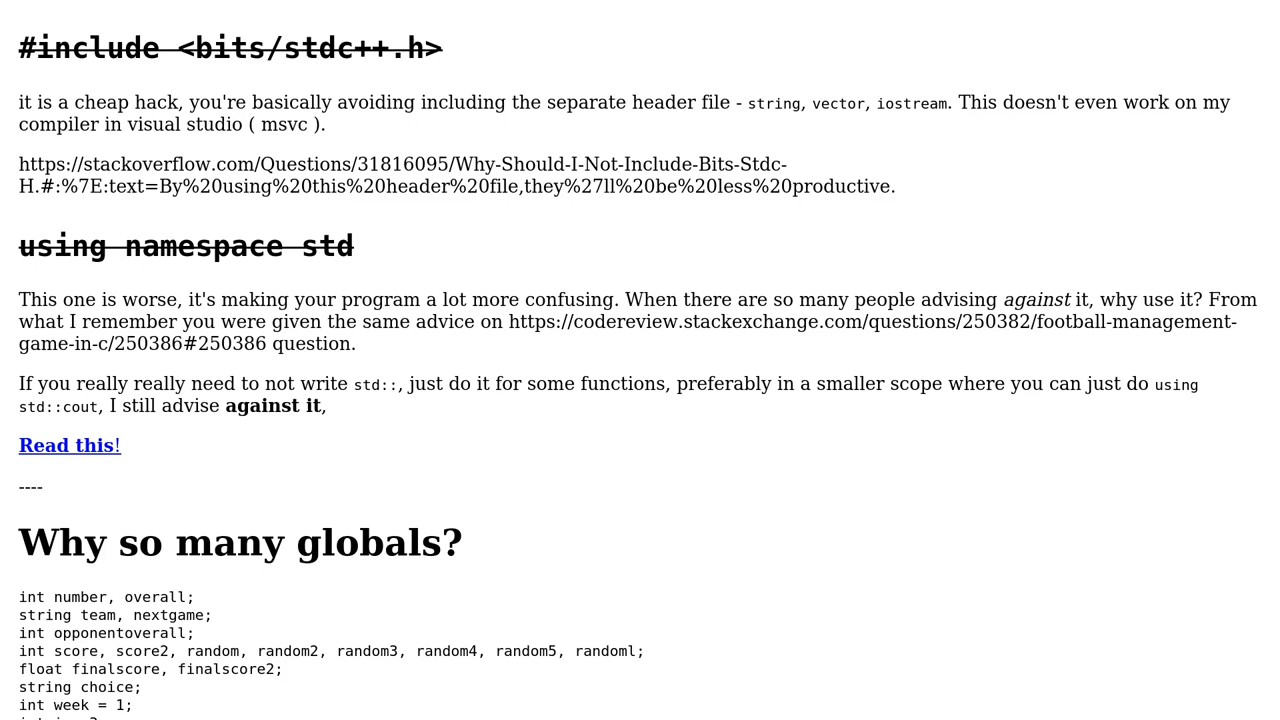 #include <bits/stdc++.h>
it is a cheap hack, you're basically avoiding including the separate header file - string, vector, iostream. This doesn't even work on my
compiler in visual studio ( msvc ).
https://stackoverflow.com/Questions/31816095/Why-Should-I-Not-Include-Bits-Stdc-
H.#:%7E:text=By%20using%20this%20header%20file,they%27ll%20be%20less%20productive.
using namespace std
This one is worse, it's making your program a lot more confusing. When there are so many people advising against it, why use it? From
what I remember you were given the same advice on https://codereview.stackexchange.com/questions/250382/football-management-
game-in-c/250386#250386 question.
If you really really need to not write std::, just do it for some functions, preferably in a smaller scope where you can just do using
std::cout, I still advise against it,
Read this!
----
Why so many globals?
int number, overall;
string team, nextgame;
int opponentoverall;
int score, score2, random, random2, random3, random4, random5, randoml;
float finalscore, finalscore2;
string choice;
int week = 1;